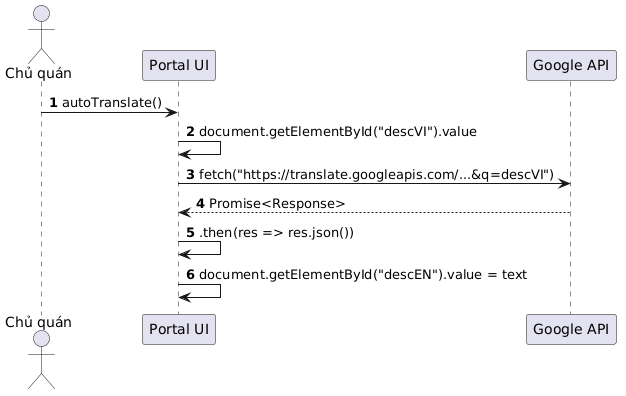 Chủ quán
Portal UI
Google API
1 autoTranslate()
2 document.getElementById("descVI").value
3 fetch("https://translate.googleapis.com/...&q=descVI")
4 Promise<Response>
5 .then(res => res.json())
6 document.getElementById("descEN").value = text
Chủ quán
Portal UI
Google API